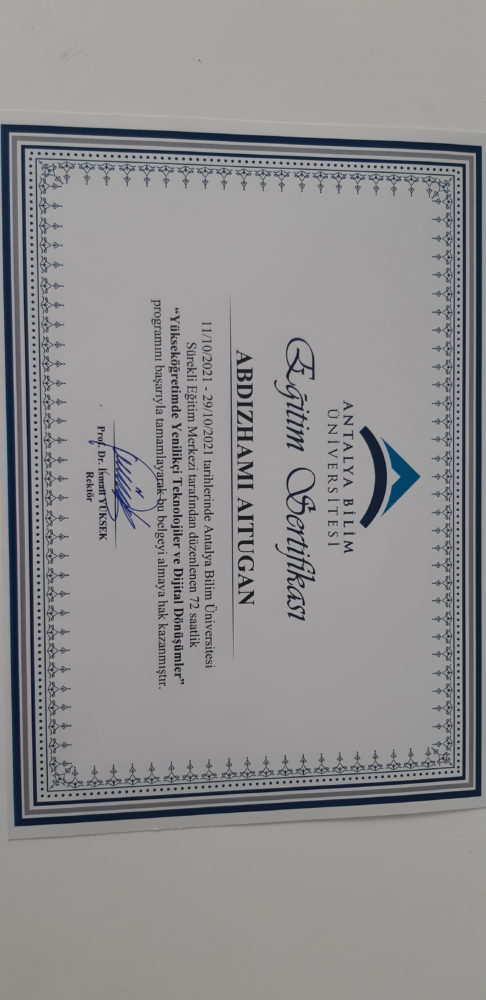 ANTALYA BİLİM
ÜNİVERSİTESİ
Eğitim Sertifikası
ABDIZHAMI AITUGAN
11/10/2021 - 29/10/2021 tarihlerinde Antalya Bilim Üniversitesi
Sürekli Eğitim Merkezi tarafından düzenlenen 72 saatlik
“Yükseköğretimde Yenilikçi Teknolojiler ve Dijital Dönüşümler”
programını başarıyla tamamlayarak bu belgeyi almaya hak kazanmıştır.
Prof. Dr. İsmail YÜKSEK
Rektör